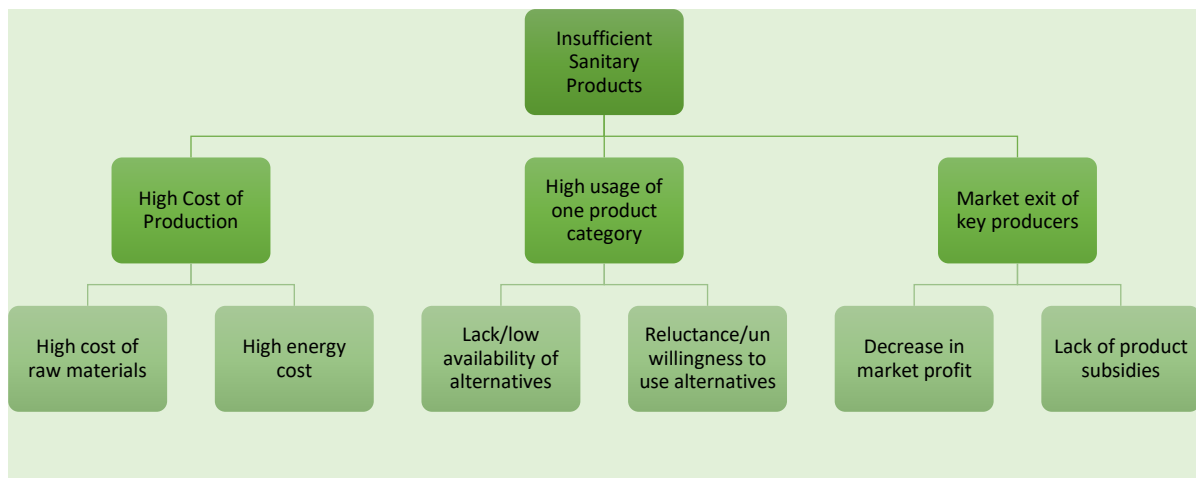 Insufficient
Sanitary
Products
High Cost of
Production
High usage of
one product
category
Market exit of
key producers
High cost of
raw materials
High energy
cost
Lack/low
availability of
alternatives
Reluctance/un
willingness to
use alternatives
Decrease in
market profit
Lack of product
subsidies